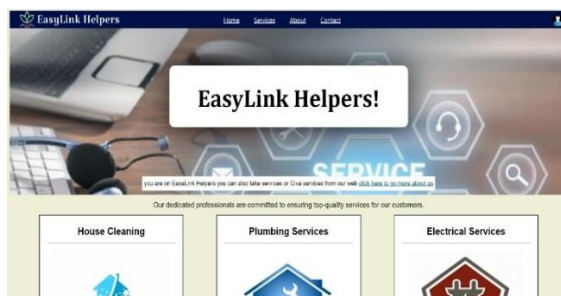 EasyLink Helpers
Home Services About Contact
EasyLink Helpers!
SERVICE
you are on EasyLink Helpers you can also take services or Give services from our web click here to go more about us
Our dedicated professionals are committed to ensuring top-quality services for our customers.
House Cleaning Plumbing Services Electrical Services